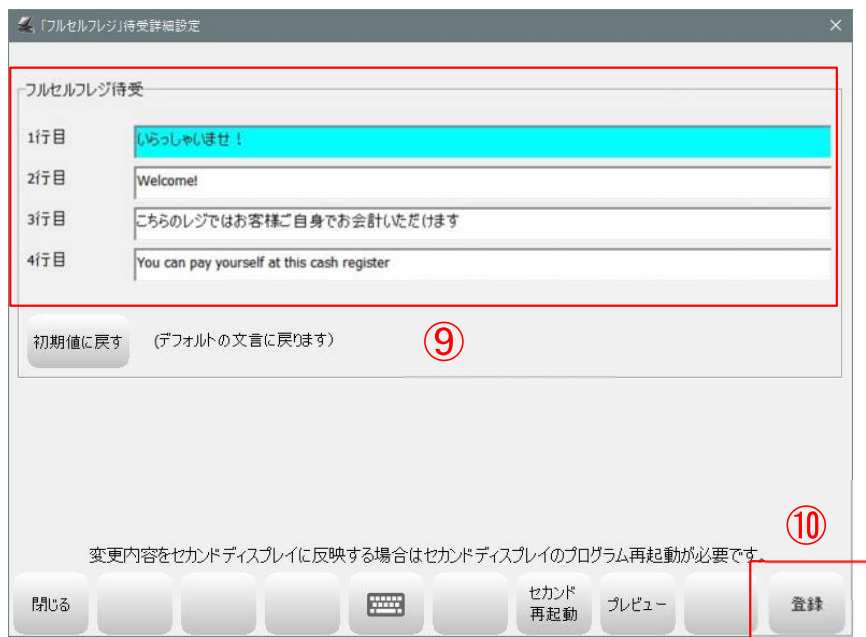 「フルセルフレジ」待受詳細設定
フルセルフレジ待受
1行目
いらっしゃいませ！
2行目
Welcome!
3行目
こちらのレジではお客様ご自身でお会計いただけます
4行目
You can pay yourself at this cash register
初期値に戻す
(デフォルトの文言に戻ります)
⑨
⑩
変更内容をセカンドディスプレイに反映する場合はセカンドディスプレイのプログラム再起動が必要です。
閉じる
セカンド
再起動
プレビュー
登録